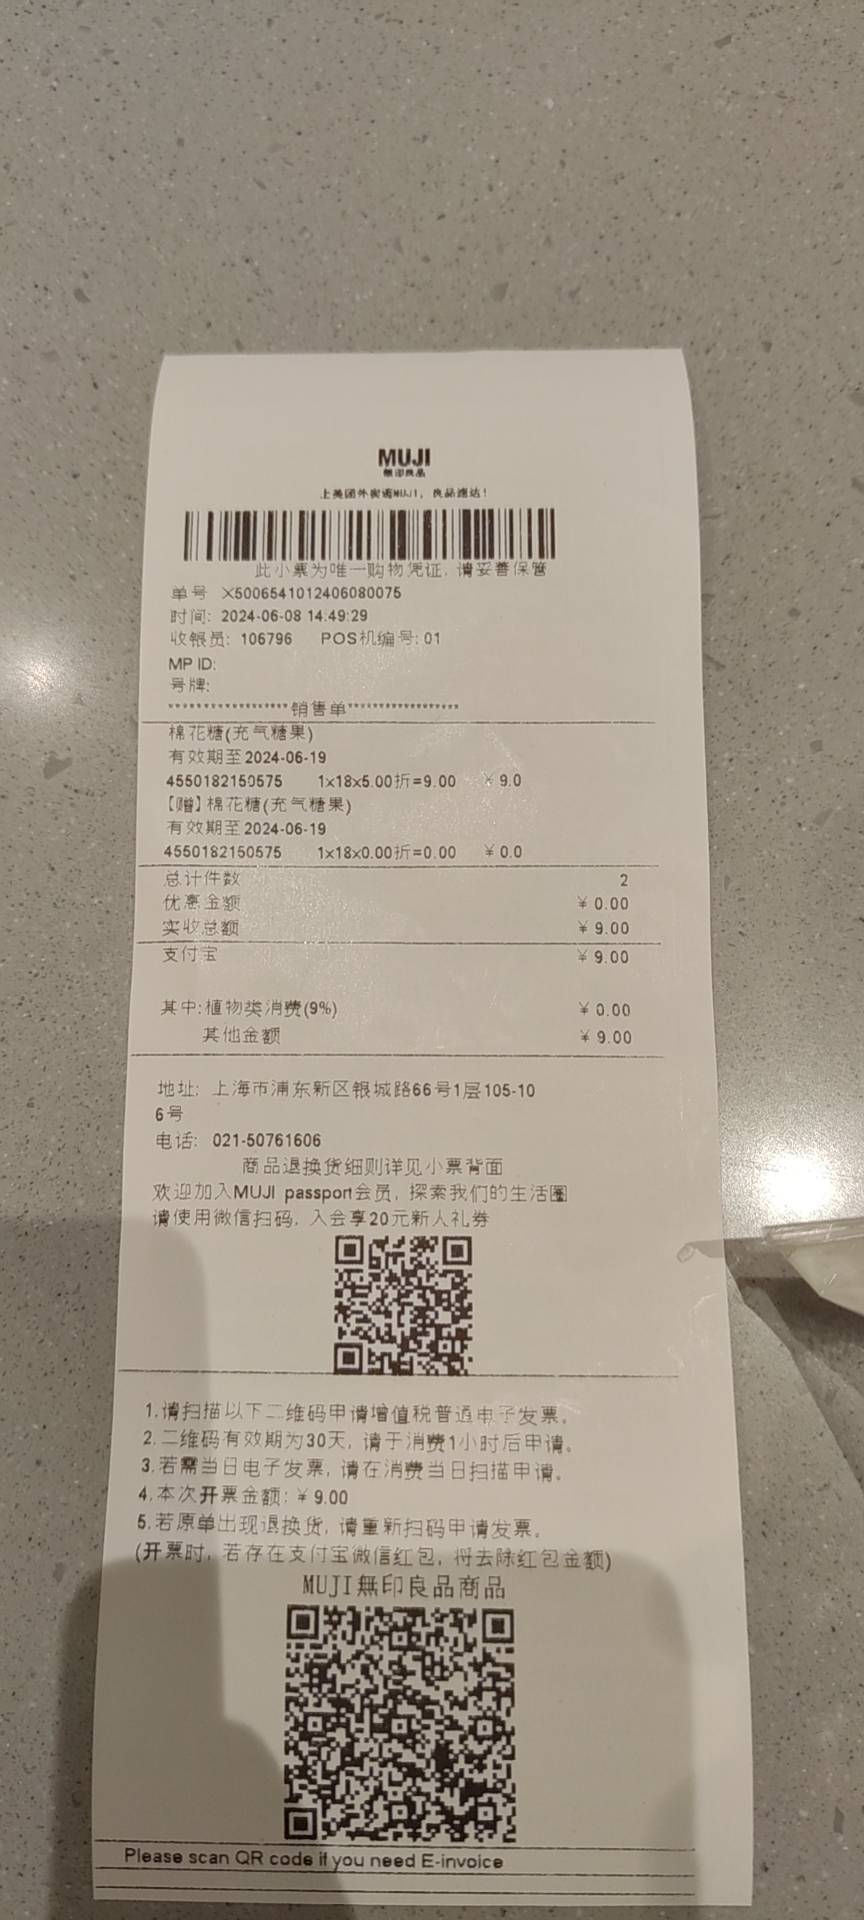 MUJI
無印良品
上美团外卖逛MUJI，良品速达！
此小票为唯一购物凭证，请妥善保管
单号 X5006541012406080075
时间: 2024-06-08 14:49:29
收银员: 106796 POS机编号: 01
MP ID:
号牌:
******************销售单******************
棉花糖(充气糖果)
有效期至2024-06-19
4550182150575 1x18x5.00折=9.00 ￥9.0
【赠】棉花糖(充气糖果)
有效期至2024-06-19
4550182150575 1x18x0.00折=0.00 ￥0.0
总计件数 2
优惠金额 ￥0.00
实收总额 ￥9.00
支付宝 ￥9.00
其中:植物类消费(9%) ￥0.00
其他金额 ￥9.00
地址: 上海市浦东新区银城路66号1层105-10
6号
电话: 021-50761606
商品退换货细则详见小票背面
欢迎加入MUJI passport会员，探索我们的生活圈
请使用微信扫码，入会享20元新人礼券
1.请扫描以下二维码申请增值税普通电子发票。
2.二维码有效期为30天，请于消费1小时后申请。
3.若需当日电子发票，请在消费当日扫描申请。
4.本次开票金额: ￥9.00
5.若原单出现退换货，请重新扫码申请发票。
(开票时，若存在支付宝微信红包，将去除红包金额)
MUJI無印良品商品
Please scan QR code if you need E-invoice